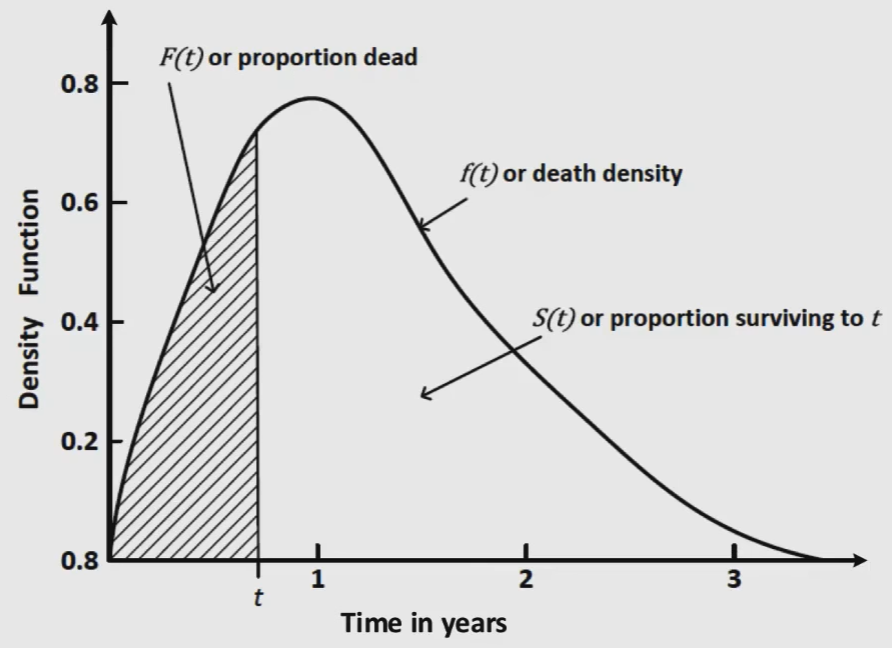 F(t) or proportion dead
0.8
f(t) or death density
0.6
S(t) or proportion surviving to t
0.4
0.2
0.8
Density Function
1
2
3
t
Time in years